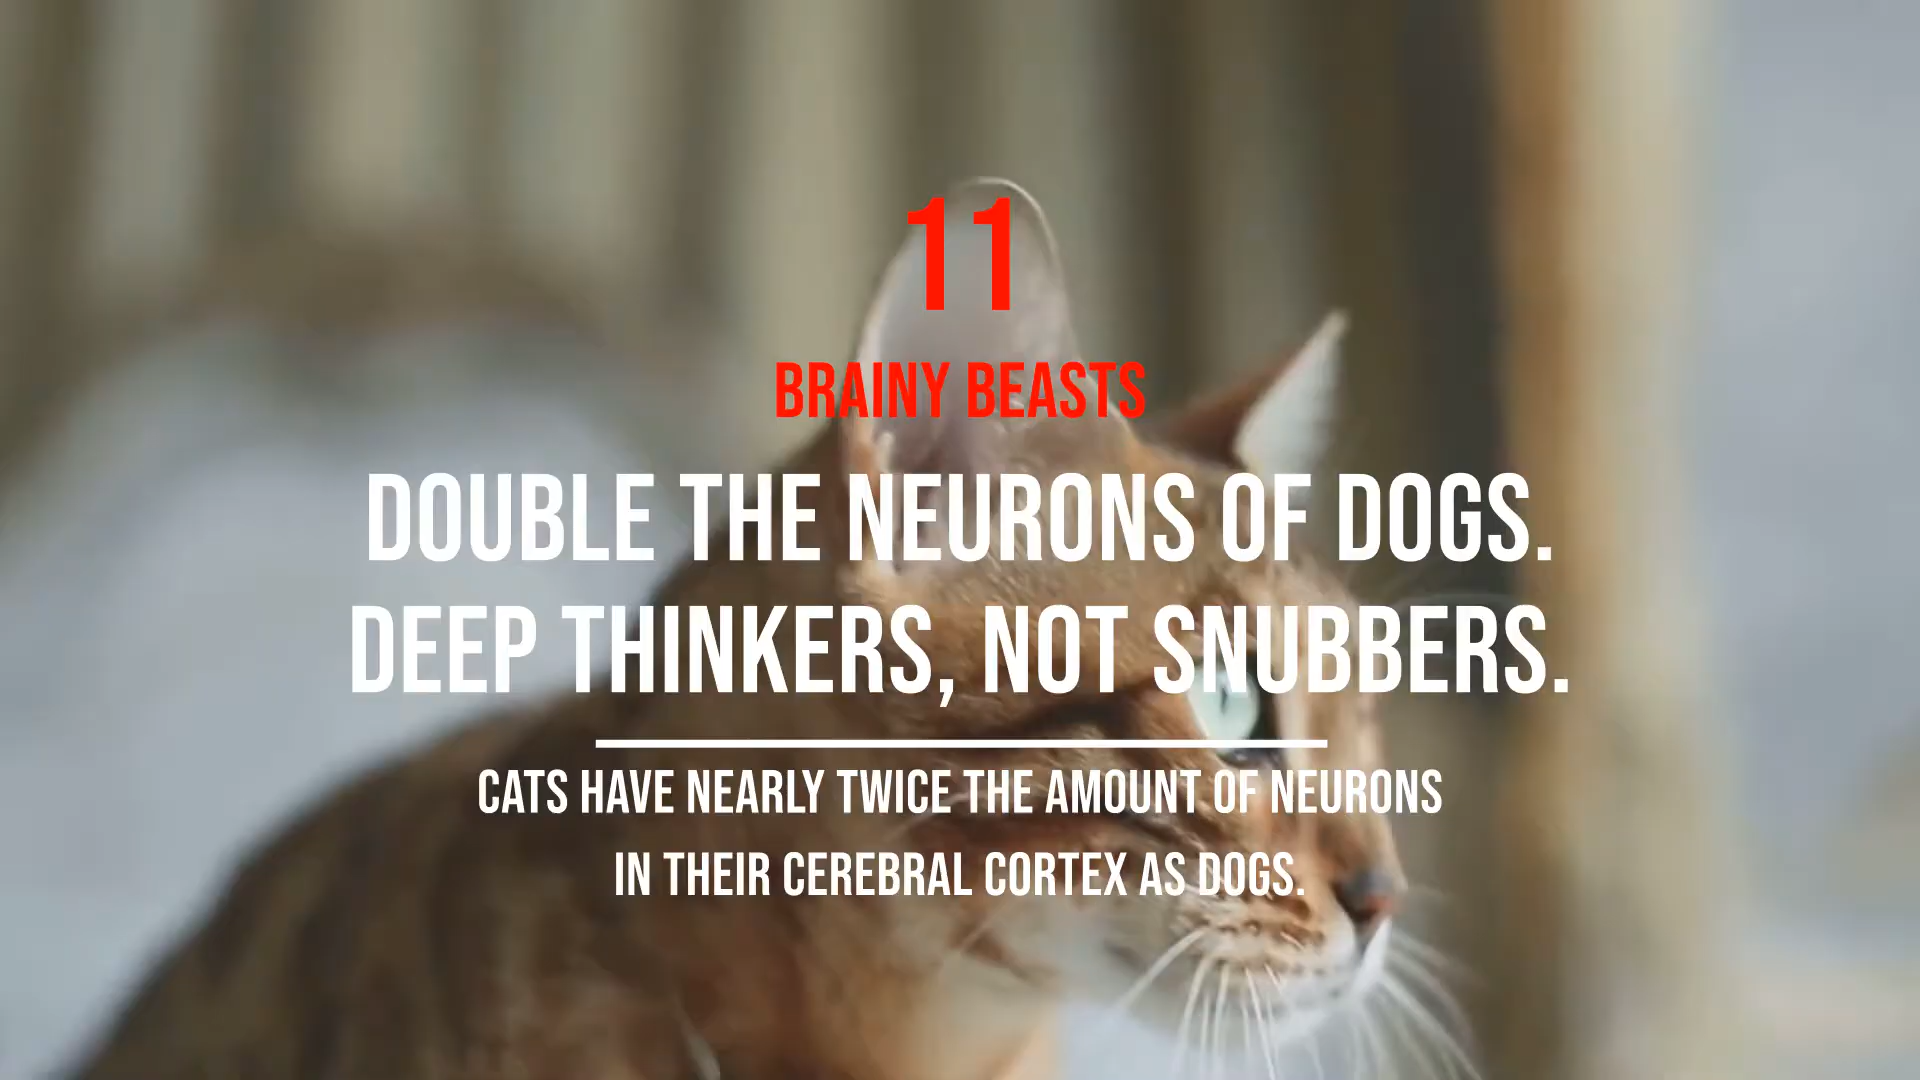 11
BRAINY BEASTS
DOUBLE THE NEURONS OF DOGS.
DEEP THINKERS, NOT SNUBBERS.
CATS HAVE NEARLY TWICE THE AMOUNT OF NEURONS
IN THEIR CEREBRAL CORTEX AS DOGS.